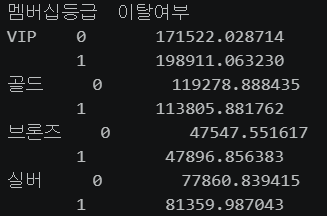 멤버십등급 이탈여부
VIP 0 171522.028714
1 198911.063230
골드 0 119278.888435
1 113805.881762
브론즈 0 47547.551617
1 47896.856383
실버 0 77860.839415
1 81359.987043